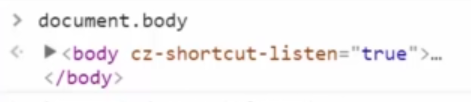 > document.body
<· ▶<body cz-shortcut-listen="true">…
</body>